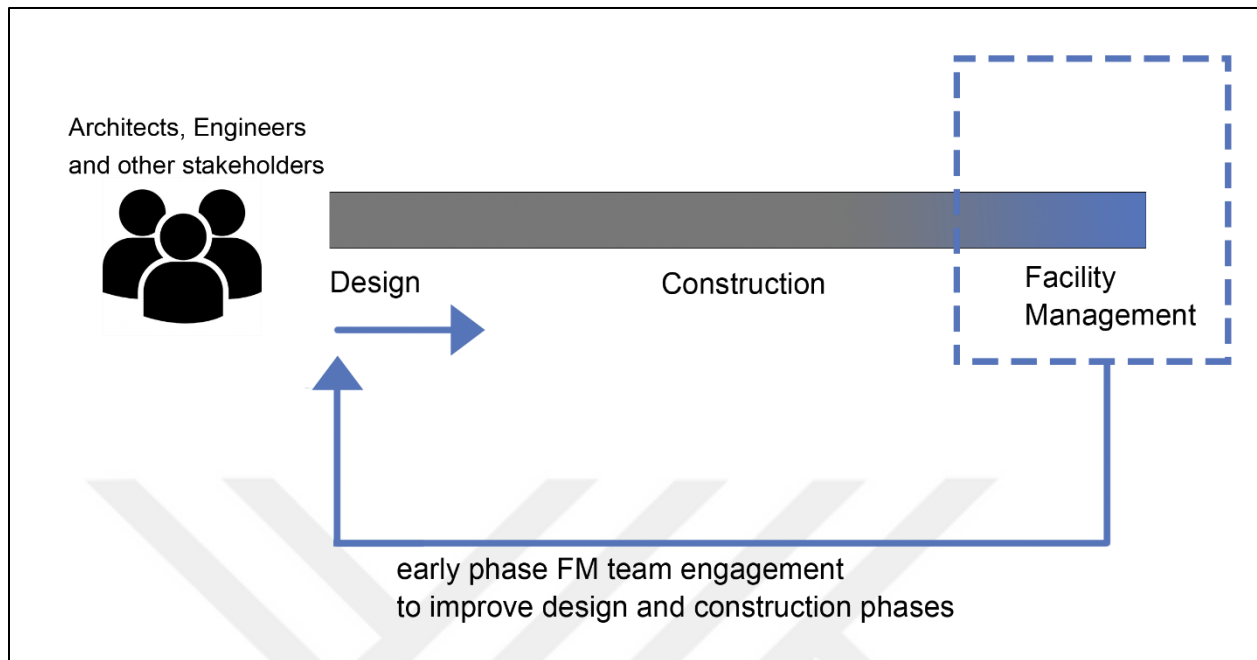 Architects, Engineers
and other stakeholders
Design
Construction
Facility
Management
early phase FM team engagement
to improve design and construction phases